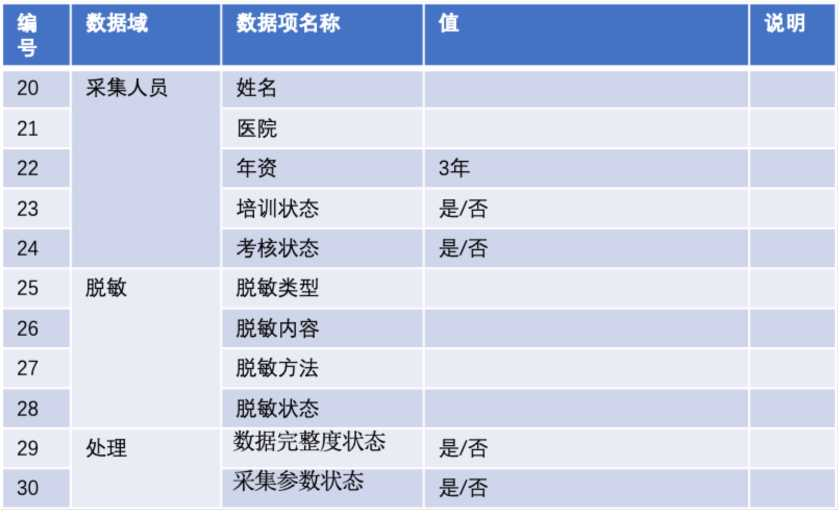 编号 数据域 数据项名称 值 说明
20 采集人员 姓名
21 医院
22 年资 3年
23 培训状态 是/否
24 考核状态 是/否
25 脱敏 脱敏类型
26 脱敏内容
27 脱敏方法
28 脱敏状态
29 处理 数据完整度状态 是/否
30 采集参数状态 是/否